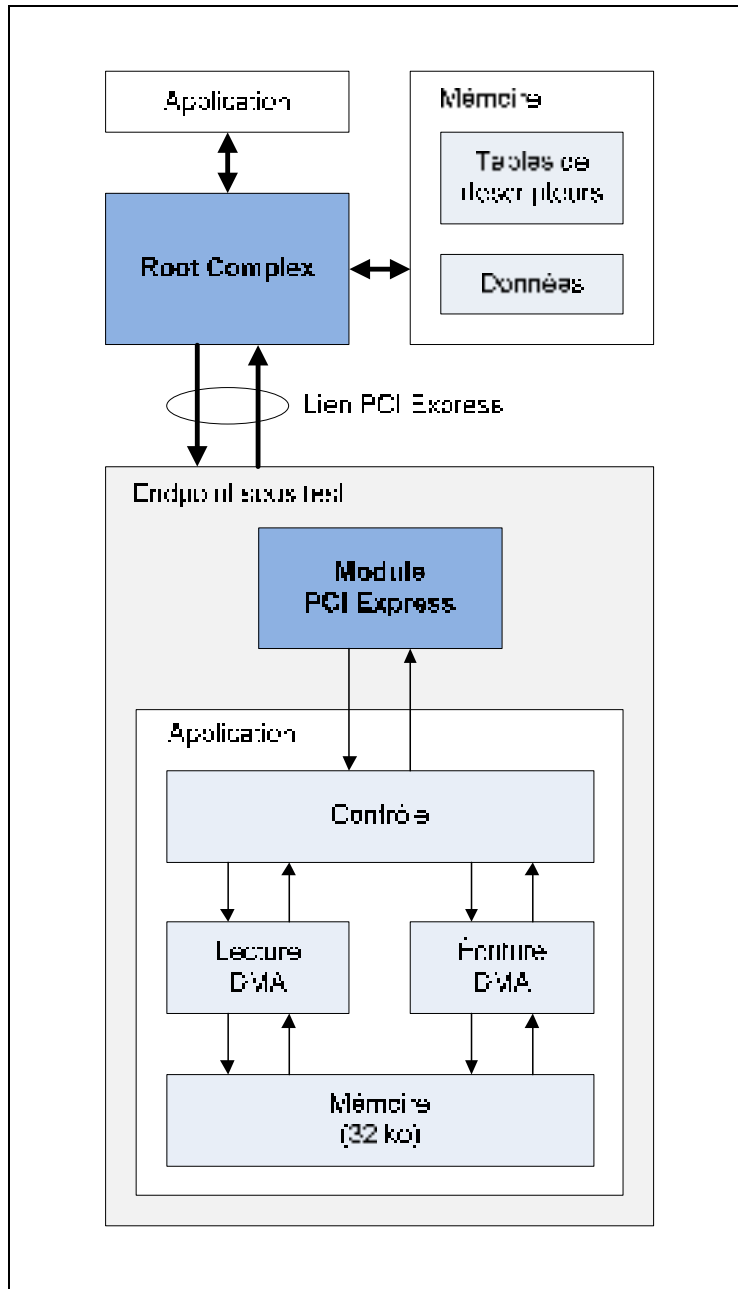 Application
Mémoire
Tables de
descripteurs
Root Complex
Données
Lien PCI Express
Endpoint sous test
Module
PCI Express
Application
Contrôle
Lecture
DMA
Écriture
DMA
Mémoire
(32 ko)